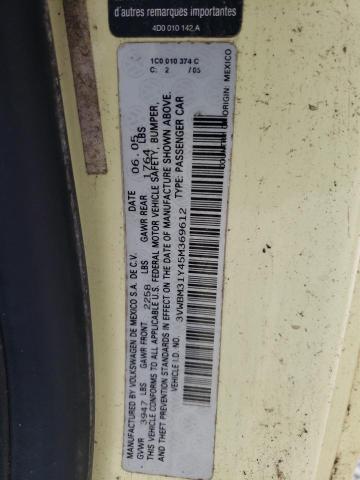 d'autres remarques importantes
4D0 010 142 A
1C0 010 374 C
C: 2 /05
MANUFACTURED BY VOLKSWAGEN DE MEXICO S.A. DE C.V. DATE 06.05
GVWR 3947 LBS GAWR FRONT 2258 LBS GAWR REAR 1764 LBS
THIS VEHICLE CONFORMS TO ALL APPLICABLE U.S. FEDERAL MOTOR VEHICLE SAFETY, BUMPER,
AND THEFT PREVENTION STANDARDS IN EFFECT ON THE DATE OF MANUFACTURE SHOWN ABOVE.
VEHICLE I.D. NO. 3VWBM31Y45M369612 TYPE: PASSENGER CAR
ORIGIN: MEXICO